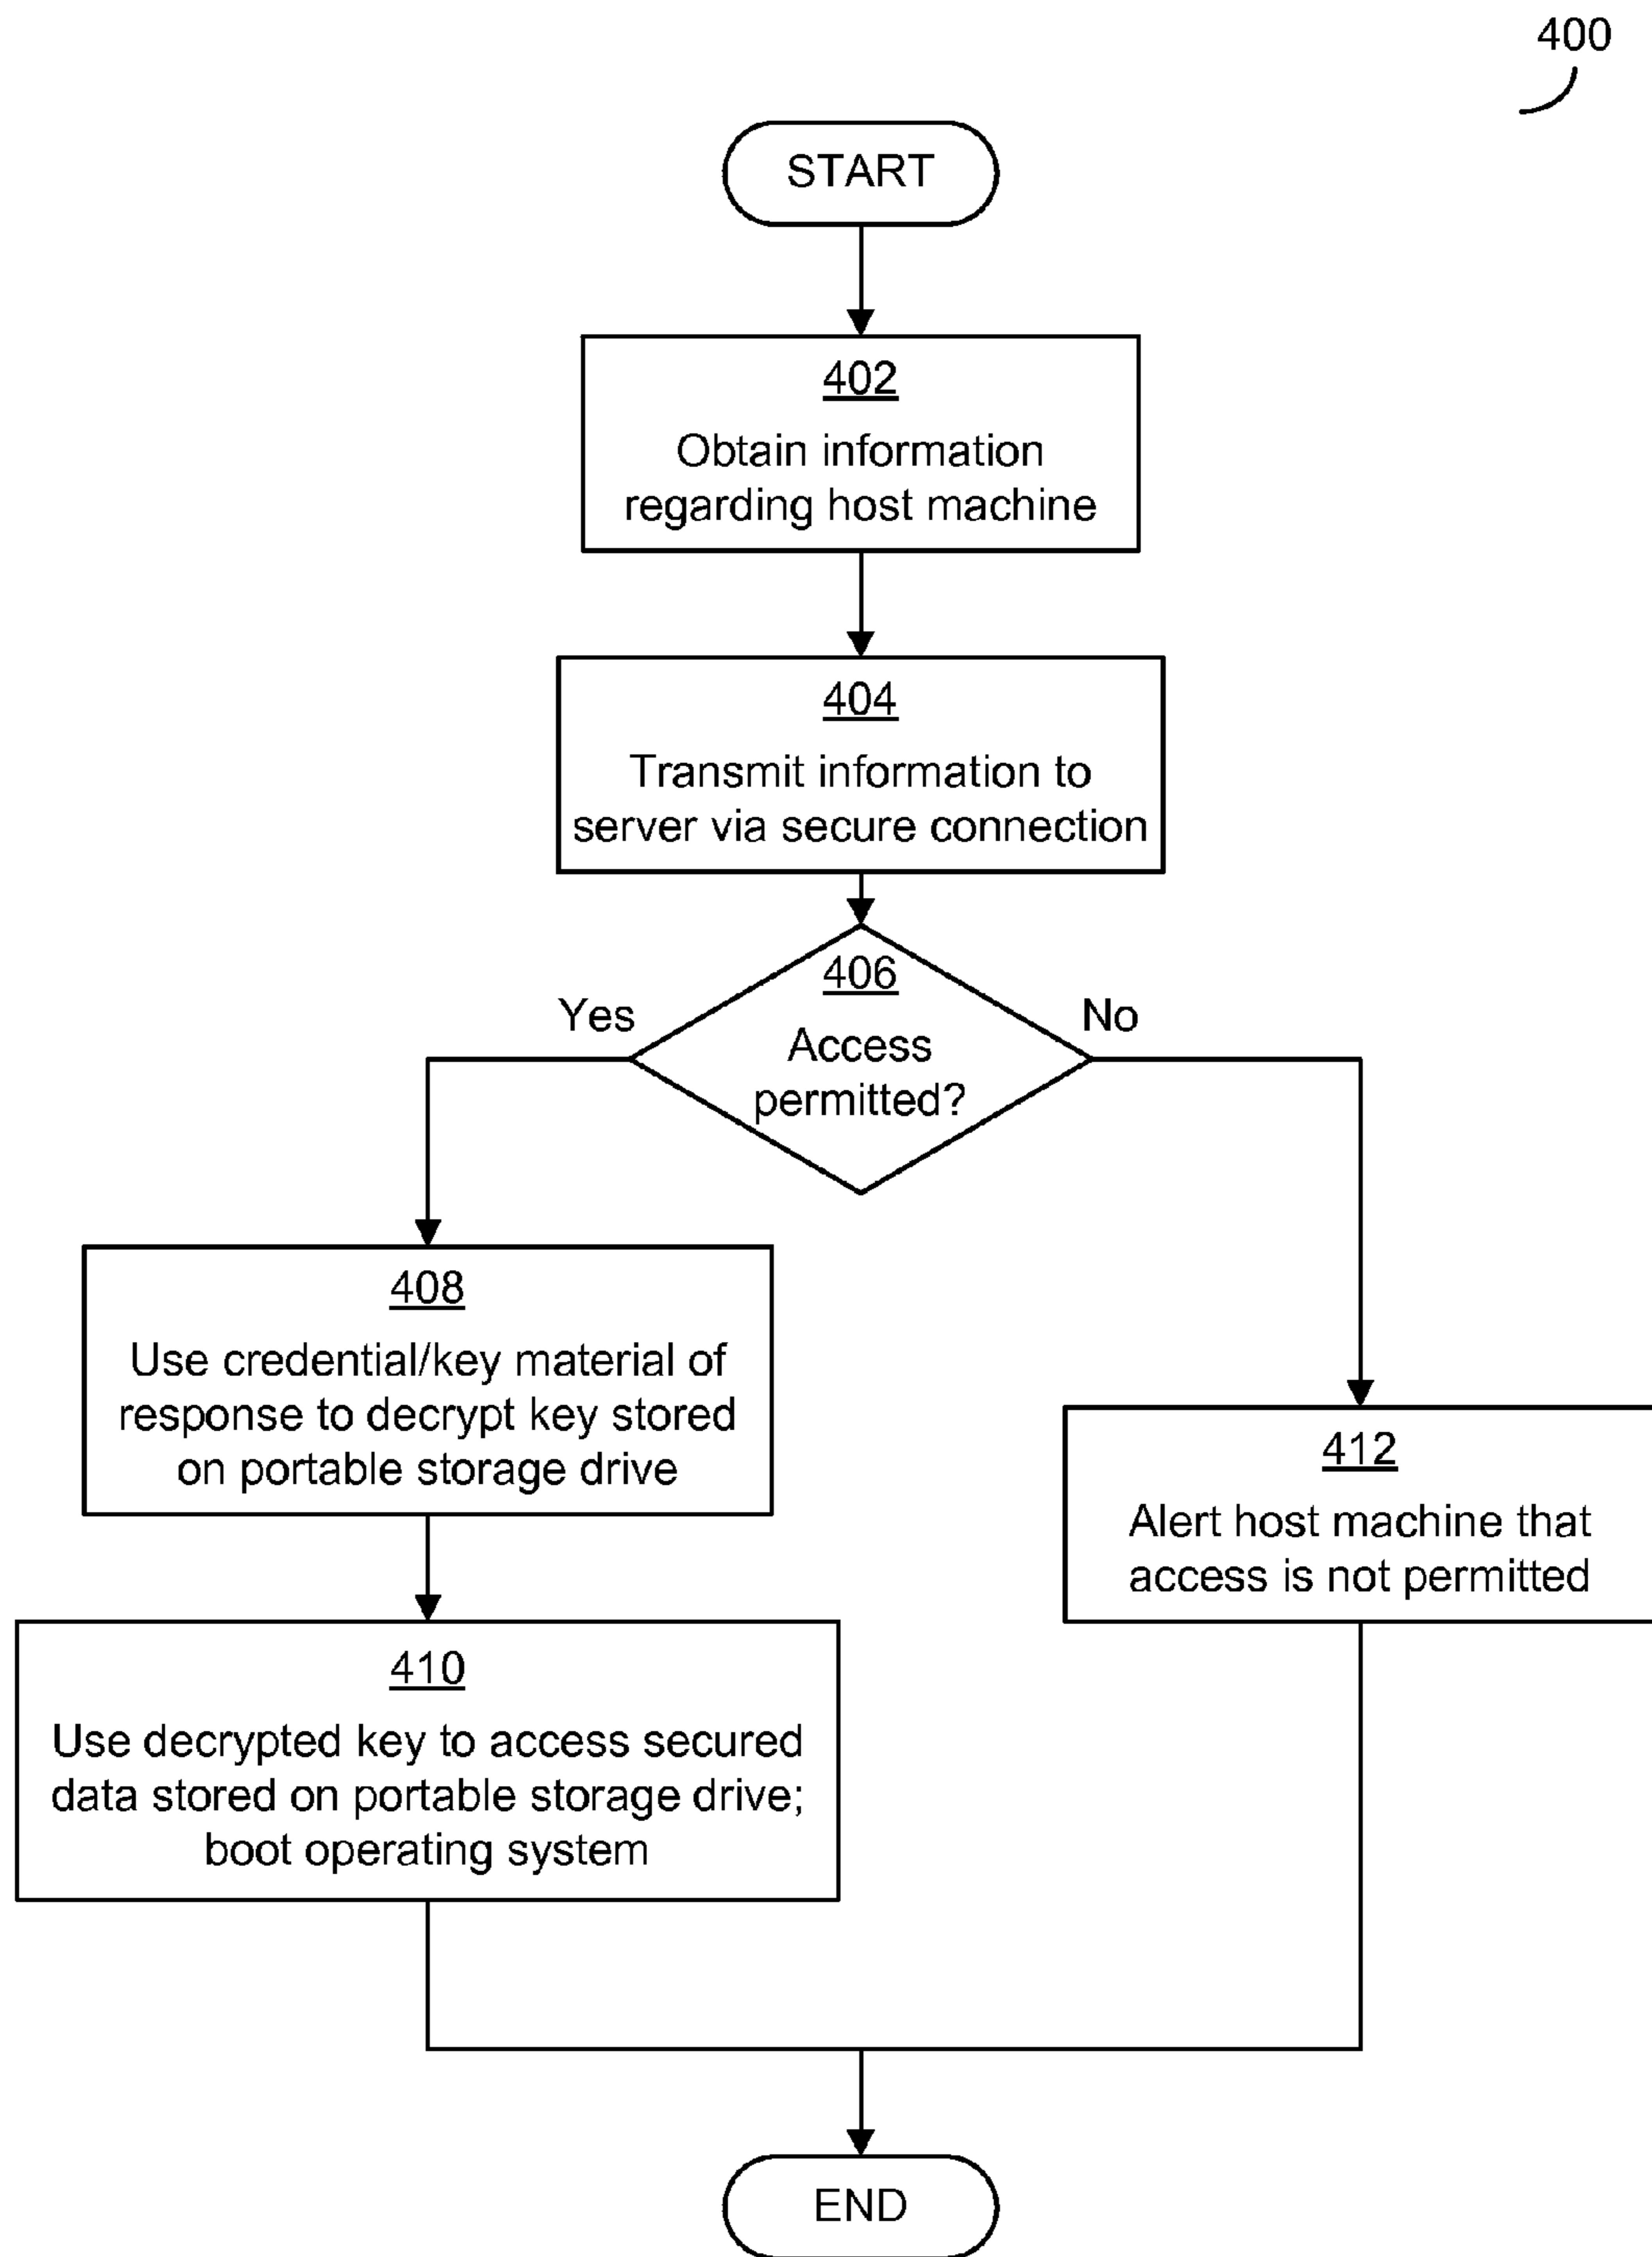 400
START
402
Obtain information
regarding host machine
404
Transmit information to
server via secure connection
406
Access
permitted?
Yes
No
408
Use credential/key material of
response to decrypt key stored
on portable storage drive
412
Alert host machine that
access is not permitted
410
Use decrypted key to access secured
data stored on portable storage drive;
boot operating system
END